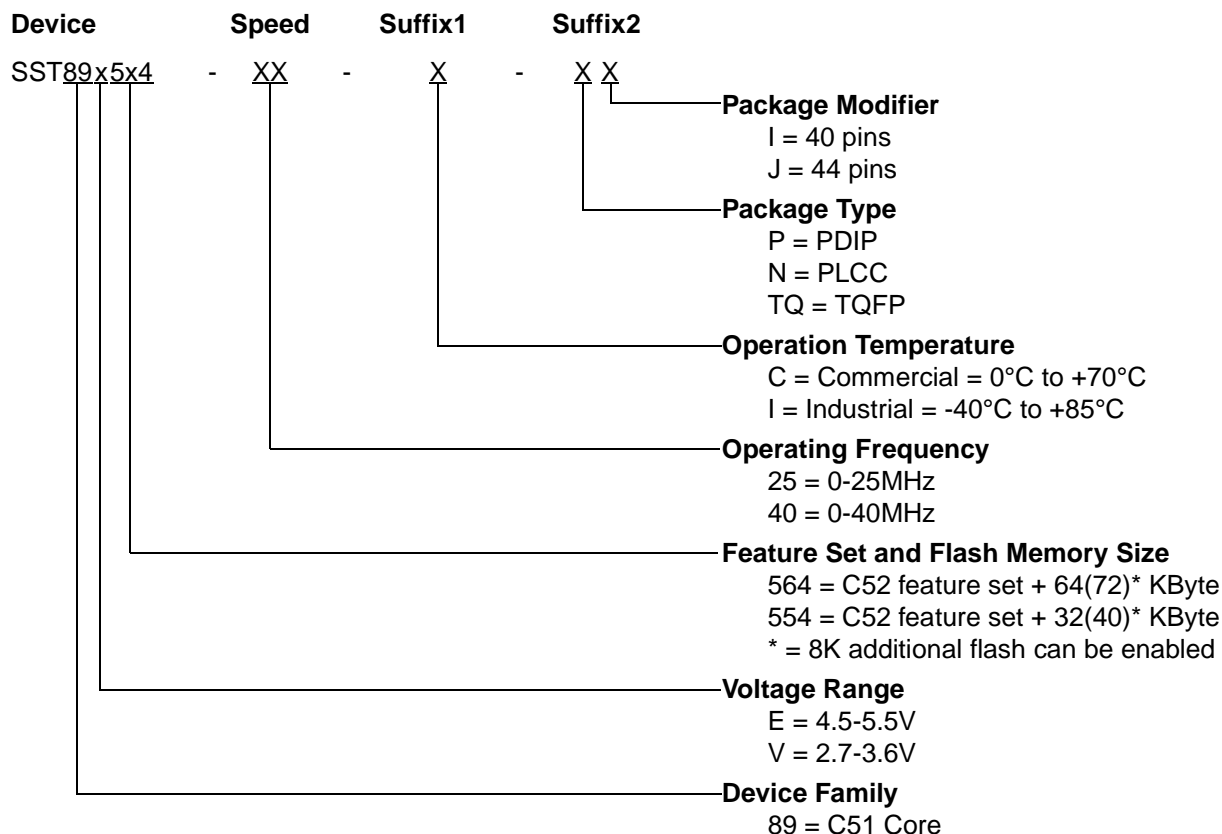 Device Speed Suffix1 Suffix2
SST89x5x4 - XX - X - X X
Package Modifier
I = 40 pins
J = 44 pins
Package Type
P = PDIP
N = PLCC
TQ = TQFP
Operation Temperature
C = Commercial = 0°C to +70°C
I = Industrial = -40°C to +85°C
Operating Frequency
25 = 0-25MHz
40 = 0-40MHz
Feature Set and Flash Memory Size
564 = C52 feature set + 64(72)* KByte
554 = C52 feature set + 32(40)* KByte
* = 8K additional flash can be enabled
Voltage Range
E = 4.5-5.5V
V = 2.7-3.6V
Device Family
89 = C51 Core